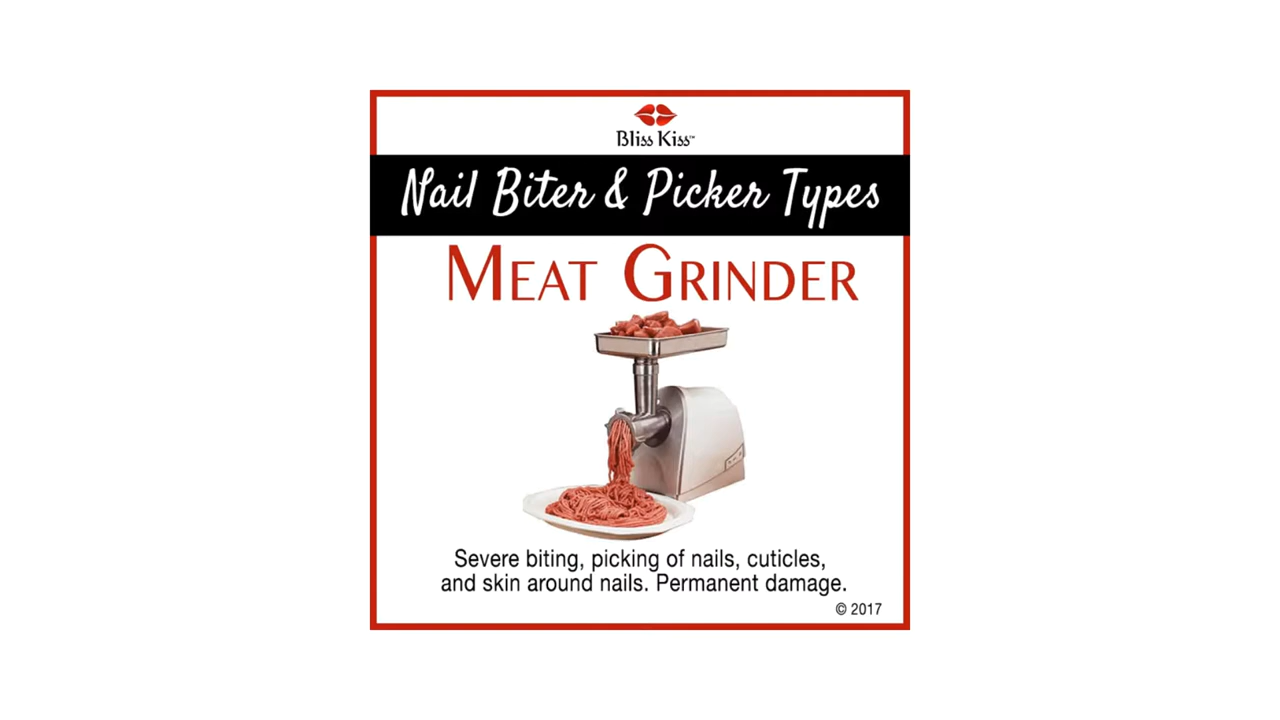 Bliss Kiss™
Nail Biter & Picker Types
MEAT GRINDER
Severe biting, picking of nails, cuticles,
and skin around nails. Permanent damage.
© 2017